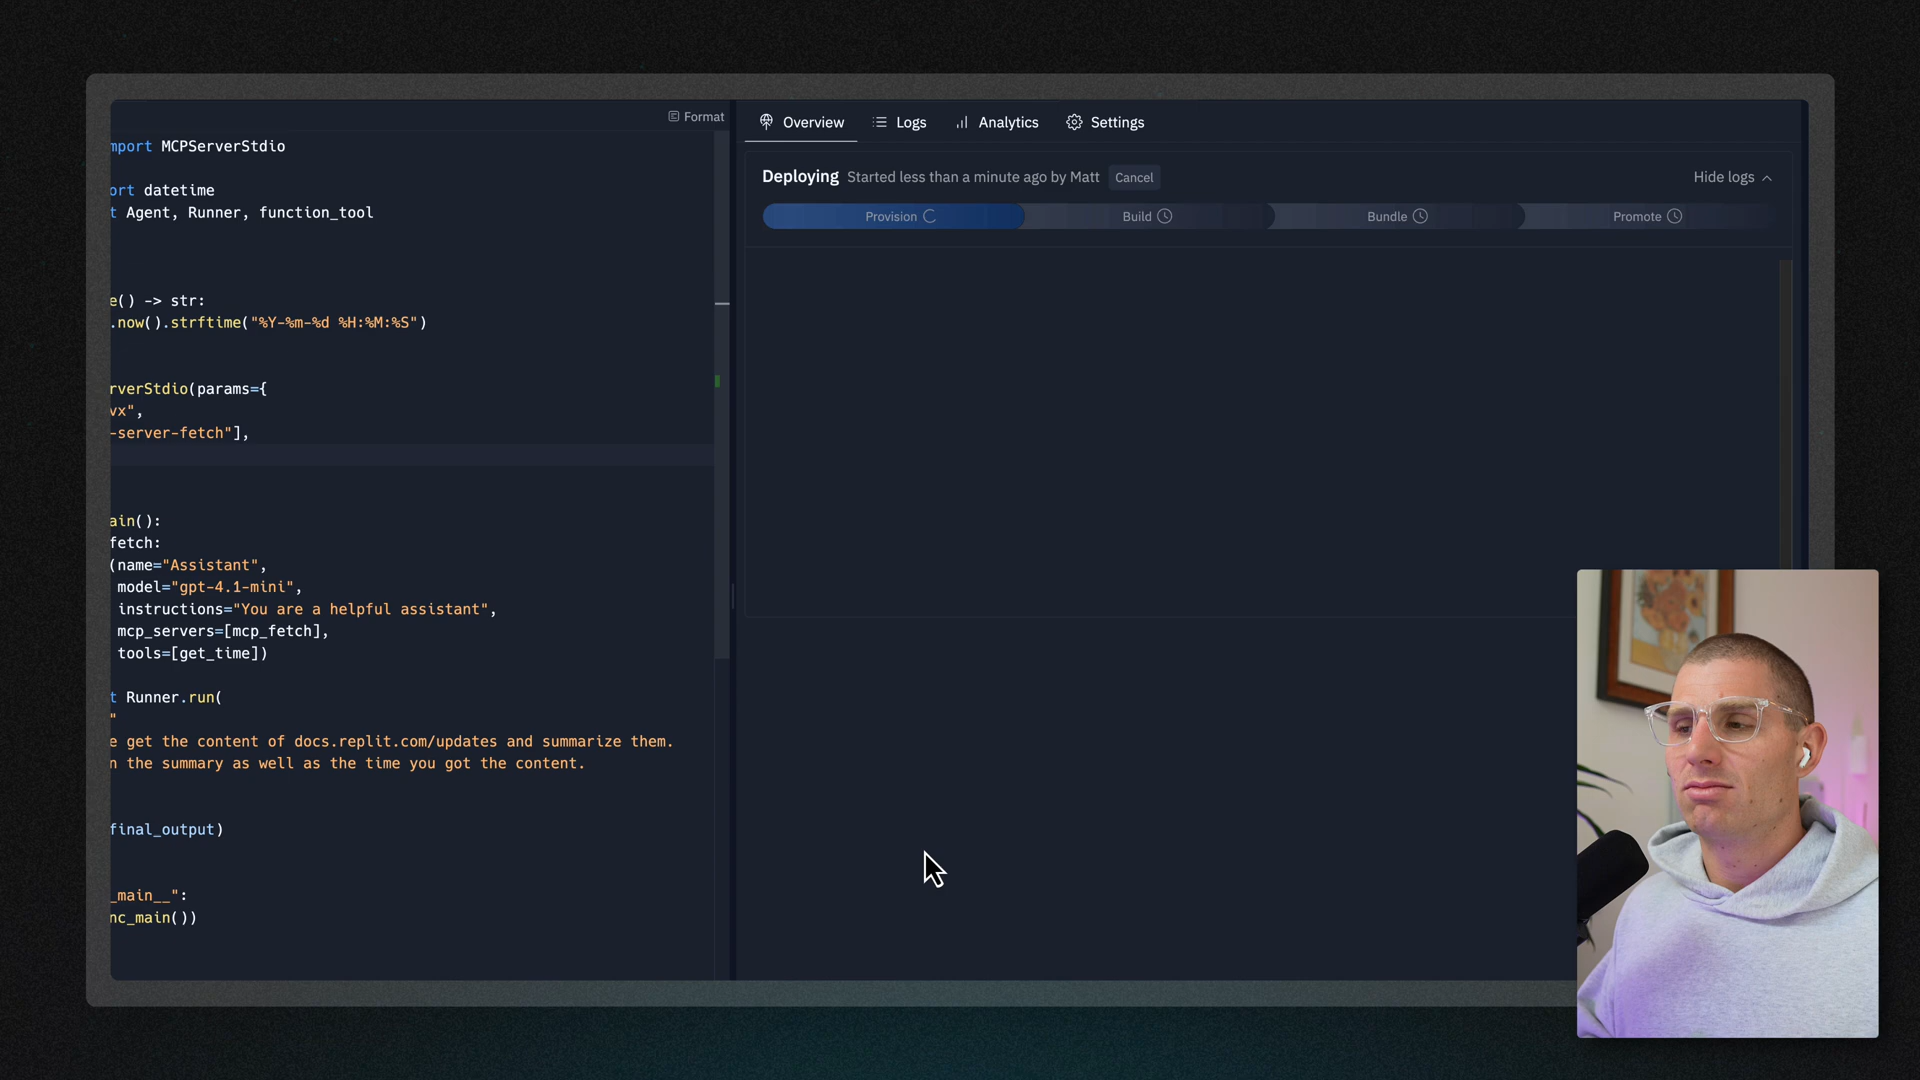 Format
mport MCPServerStdio
ort datetime
t Agent, Runner, function_tool
e() -> str:
.now().strftime("%Y-%m-%d %H:%M:%S")
rverStdio(params={
vx",
-server-fetch"],
ain():
fetch:
(name="Assistant",
model="gpt-4.1-mini",
instructions="You are a helpful assistant",
mcp_servers=[mcp_fetch],
tools=[get_time])
t Runner.run(
"
e get the content of docs.replit.com/updates and summarize them.
n the summary as well as the time you got the content.
final_output)
_main__":
nc_main())
Overview Logs Analytics Settings
Deploying Started less than a minute ago by Matt Cancel Hide logs
Provision Build Bundle Promote